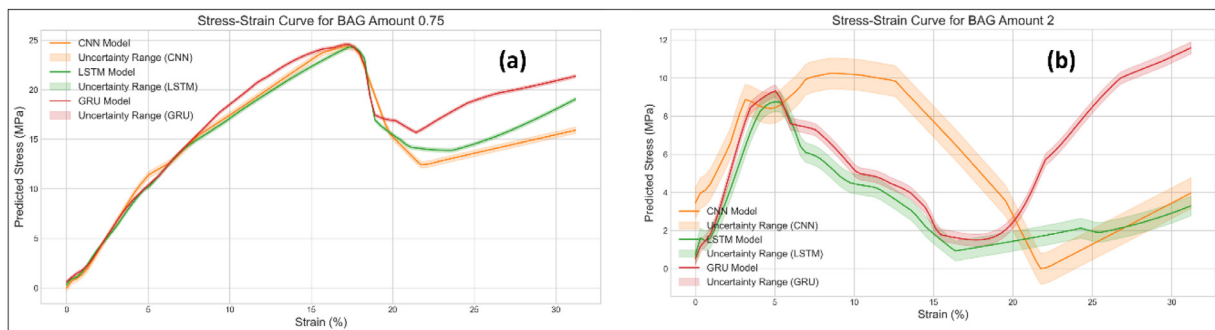 Stress-Strain Curve for BAG Amount 0.75
25
20
15
10
5
0
Predicted Stress (MPa)
CNN Model
Uncertainty Range (CNN)
LSTM Model
Uncertainty Range (LSTM)
GRU Model
Uncertainty Range (GRU)
(a)
0 5 10 15 20 25 30
Strain (%)
Stress-Strain Curve for BAG Amount 2
12
10
8
6
4
2
0
Predicted Stress (MPa)
(b)
CNN Model
Uncertainty Range (CNN)
LSTM Model
Uncertainty Range (LSTM)
GRU Model
Uncertainty Range (GRU)
0 5 10 15 20 25 30
Strain (%)